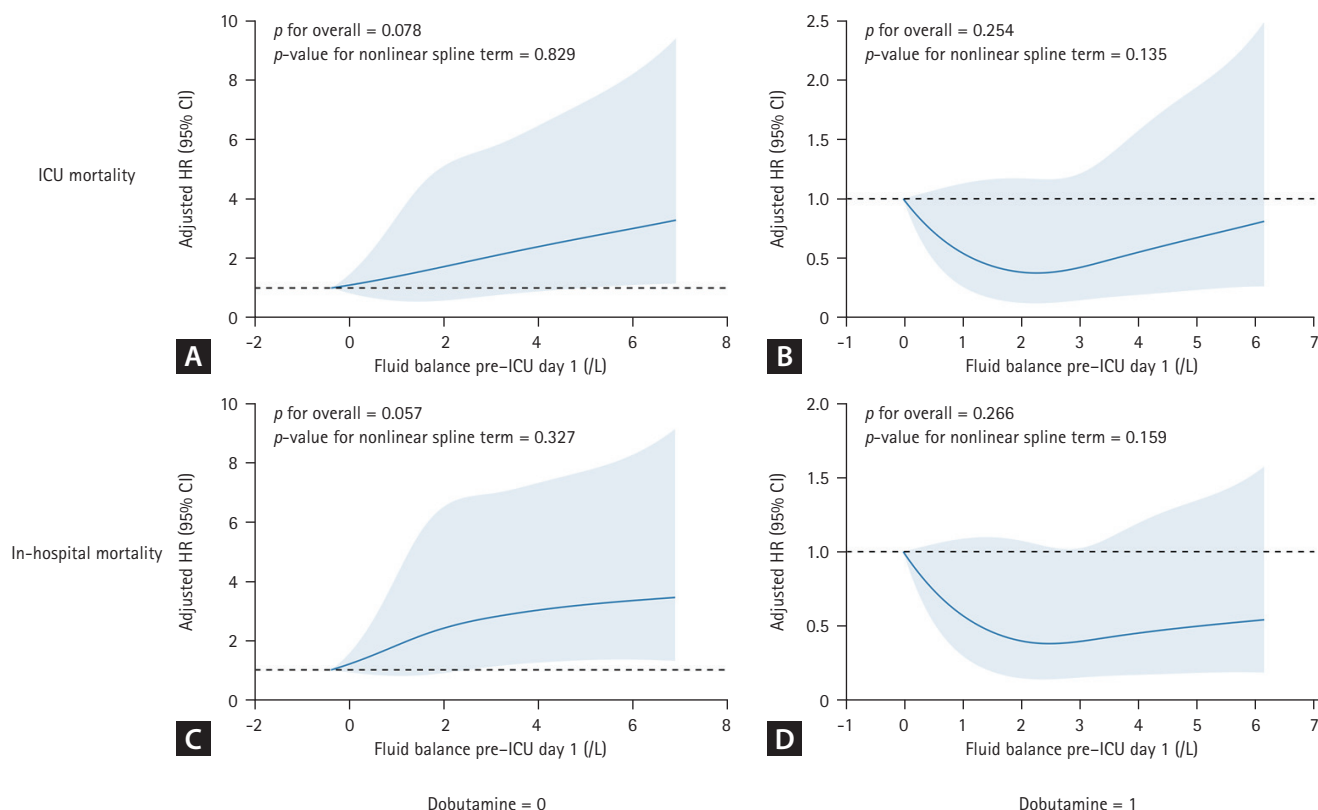 p for overall = 0.078
p-value for nonlinear spline term = 0.829
10
8
6
4
2
0
Adjusted HR (95% CI)
-2 0 2 4 6 8
Fluid balance pre–ICU day 1 (/L)
A
ICU mortality
p for overall = 0.254
p-value for nonlinear spline term = 0.135
2.5
2.0
1.5
1.0
0.5
0
Adjusted HR (95% CI)
-1 0 1 2 3 4 5 6 7
Fluid balance pre–ICU day 1 (/L)
B
p for overall = 0.057
p-value for nonlinear spline term = 0.327
10
8
6
4
2
0
Adjusted HR (95% CI)
-2 0 2 4 6 8
Fluid balance pre–ICU day 1 (/L)
C
In-hospital mortality
p for overall = 0.266
p-value for nonlinear spline term = 0.159
2.0
1.5
1.0
0.5
0
Adjusted HR (95% CI)
-1 0 1 2 3 4 5 6 7
Fluid balance pre–ICU day 1 (/L)
D
Dobutamine = 0
Dobutamine = 1